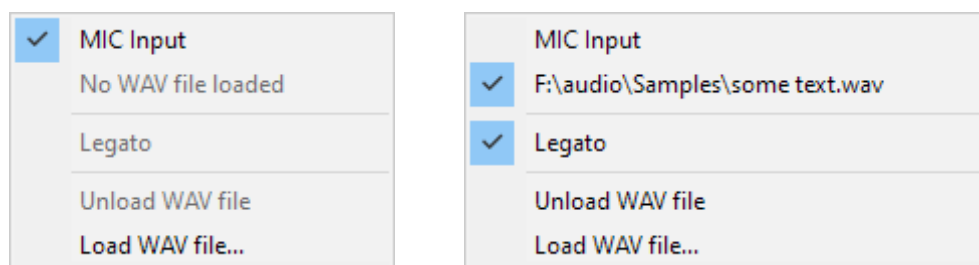 MIC Input
No WAV file loaded
Legato
Unload WAV file
Load WAV file...
MIC Input
F:\audio\Samples\some text.wav
Legato
Unload WAV file
Load WAV file...